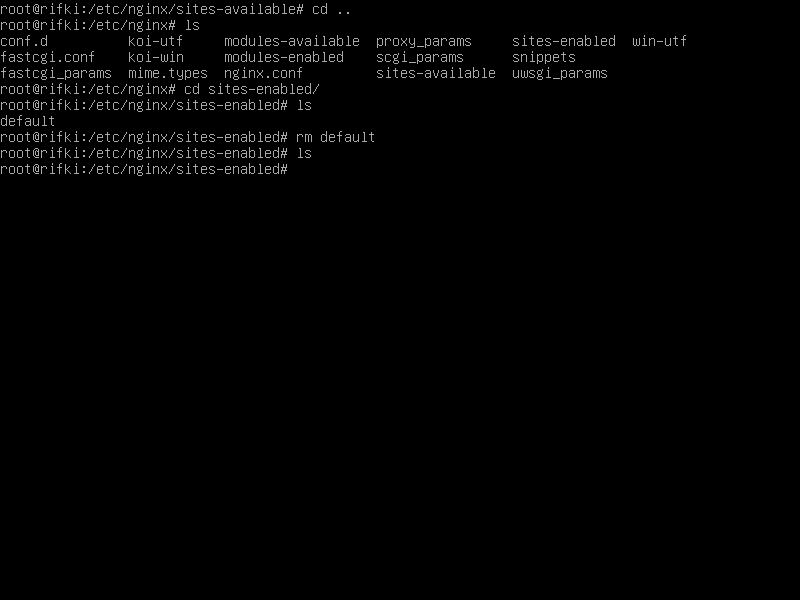 root@rifki:/etc/nginx/sites-available# cd ..
root@rifki:/etc/nginx# ls
conf.d          koi-utf     modules-available  proxy_params     sites-enabled  win-utf
fastcgi.conf    koi-win     modules-enabled    scgi_params      snippets
fastcgi_params  mime.types  nginx.conf         sites-available  uwsgi_params
root@rifki:/etc/nginx# cd sites-enabled/
root@rifki:/etc/nginx/sites-enabled# ls
default
root@rifki:/etc/nginx/sites-enabled# rm default
root@rifki:/etc/nginx/sites-enabled# ls
root@rifki:/etc/nginx/sites-enabled#